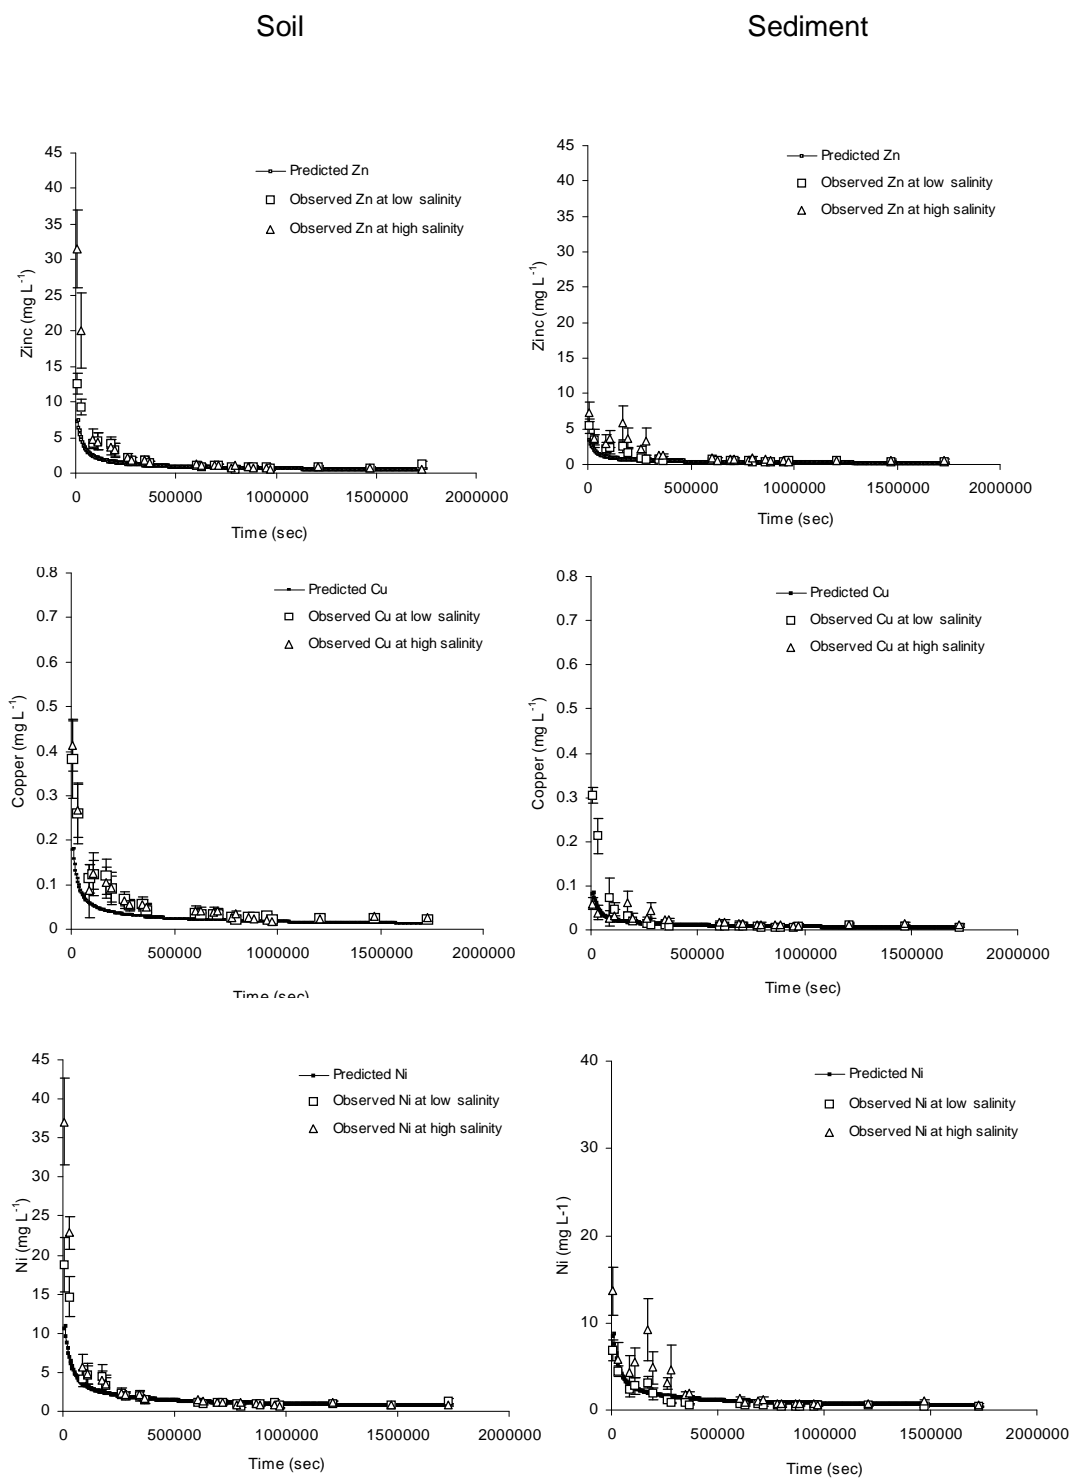 Soil
Sediment
45
40
35
30
25
20
15
10
5
0
Zinc (mg L-1)
Predicted Zn
Observed Zn at low salinity
Observed Zn at high salinity
0 500000 1000000 1500000 2000000
Time (sec)
45
40
35
30
25
20
15
10
5
0
Zinc (mg L-1)
Predicted Zn
Observed Zn at low salinity
Observed Zn at high salinity
0 500000 1000000 1500000 2000000
Time (sec)
0.8
0.7
0.6
0.5
0.4
0.3
0.2
0.1
0
Copper (mg L-1)
Predicted Cu
Observed Cu at low salinity
Observed Cu at high salinity
0 500000 1000000 1500000 2000000
Time (sec)
0.8
0.7
0.6
0.5
0.4
0.3
0.2
0.1
0
Copper (mg L-1)
Predicted Cu
Observed Cu at low salinity
Observed Cu at high salinity
0 500000 1000000 1500000 2000000
Time (sec)
45
40
35
30
25
20
15
10
5
0
Ni (mg L-1)
Predicted Ni
Observed Ni at low salinity
Observed Ni at high salinity
0 500000 1000000 1500000 2000000
Time (sec)
40
30
20
10
0
Ni (mg L-1)
Predicted Ni
Observed Ni at low salinity
Observed Ni at high salinity
0 500000 1000000 1500000 2000000
Time (sec)